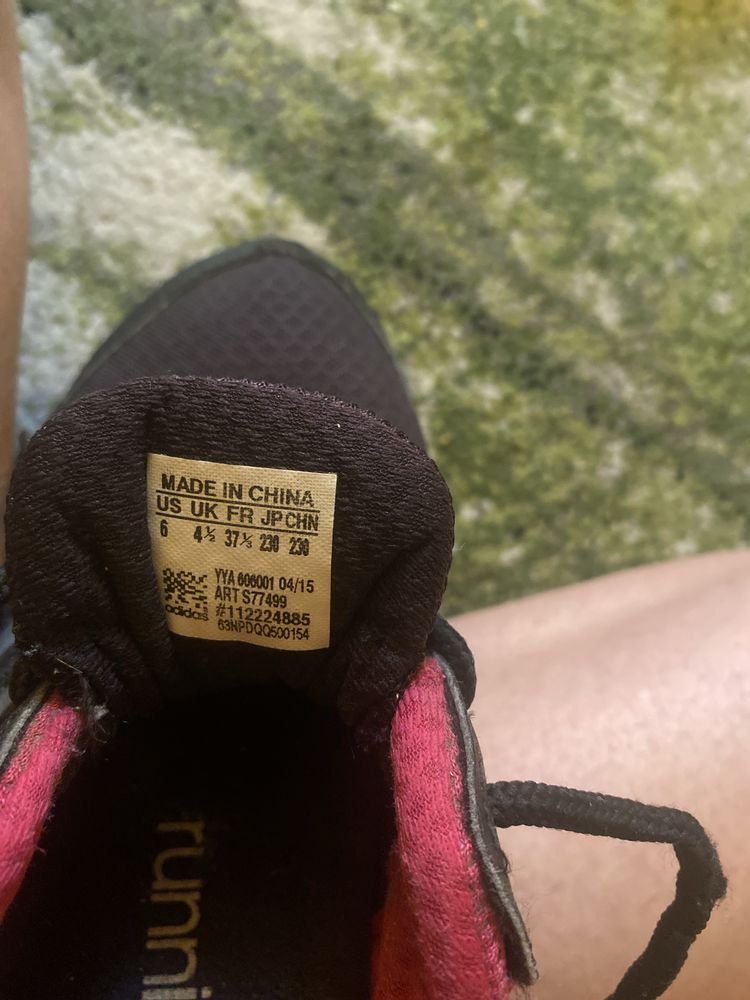 MADE IN CHINA
US UK FR JP CHN
6 4½ 37⅓ 230 230
YYA 606001 04/15
ART S77499
adidas #112224885
63NPDQQ500154
runni